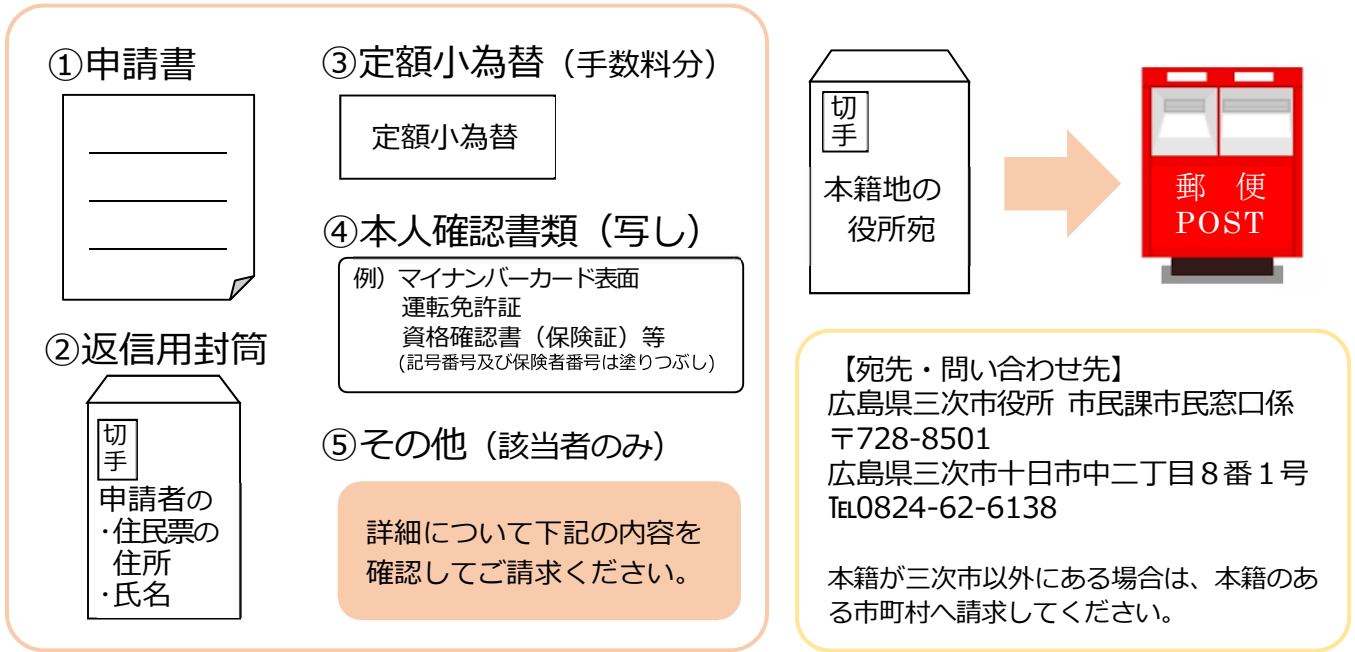 ①申請書
②返信用封筒
切
手
申請者の
・住民票の
住所
・氏名
③定額小為替（手数料分）
定額小為替
④本人確認書類（写し）
例）マイナンバーカード表面
運転免許証
資格確認書（保険証）等
(記号番号及び保険者番号は塗りつぶし)
⑤その他（該当者のみ）
詳細について下記の内容を
確認してご請求ください。
切
手
本籍地の
役所宛
郵 便
POST
【宛先・問い合わせ先】
広島県三次市役所 市民課市民窓口係
〒728-8501
広島県三次市十日市中二丁目８番１号
℡0824-62-6138
本籍が三次市以外にある場合は、本籍のあ
る市町村へ請求してください。